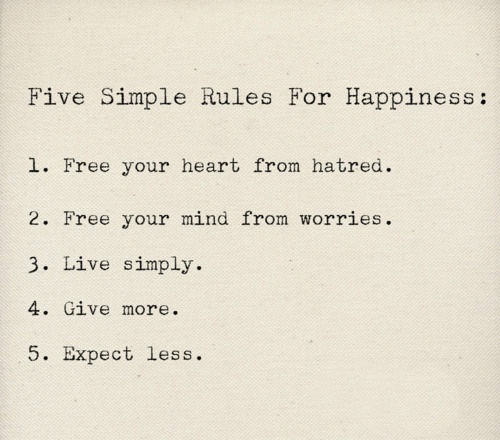 Five Simple Rules For Happiness:
1. Free your heart from hatred.
2. Free your mind from worries.
3. Live simply.
4. Give more.
5. Expect less.